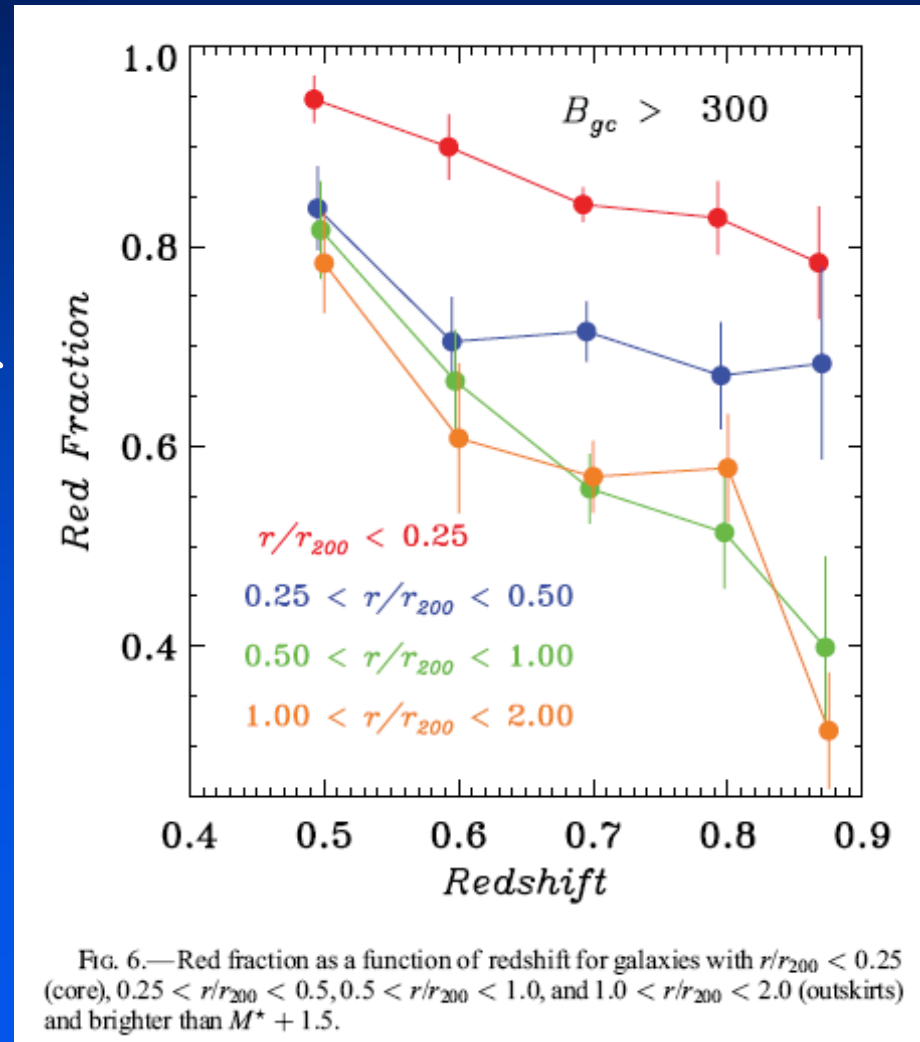 1.0
B_gc > 300
0.8
Red Fraction
0.6
r/r_200 < 0.25
0.25 < r/r_200 < 0.50
0.50 < r/r_200 < 1.00
1.00 < r/r_200 < 2.00
0.4
0.4 0.5 0.6 0.7 0.8 0.9
Redshift
FIG. 6.—Red fraction as a function of redshift for galaxies with r/r_200 < 0.25
(core), 0.25 < r/r_200 < 0.5, 0.5 < r/r_200 < 1.0, and 1.0 < r/r_200 < 2.0 (outskirts)
and brighter than M★ + 1.5.